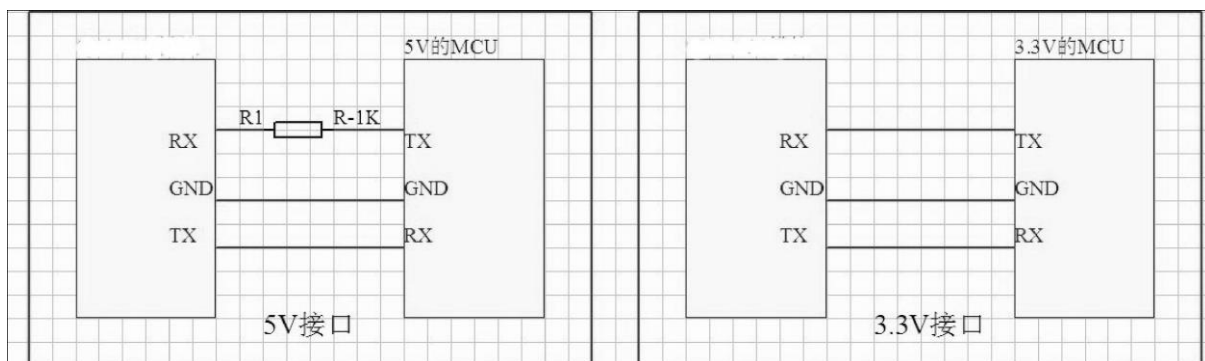 5V的MCU
R1
R-1K
RX
TX
GND
GND
TX
RX
5V接口
3.3V的MCU
RX
TX
GND
GND
TX
RX
3.3V接口